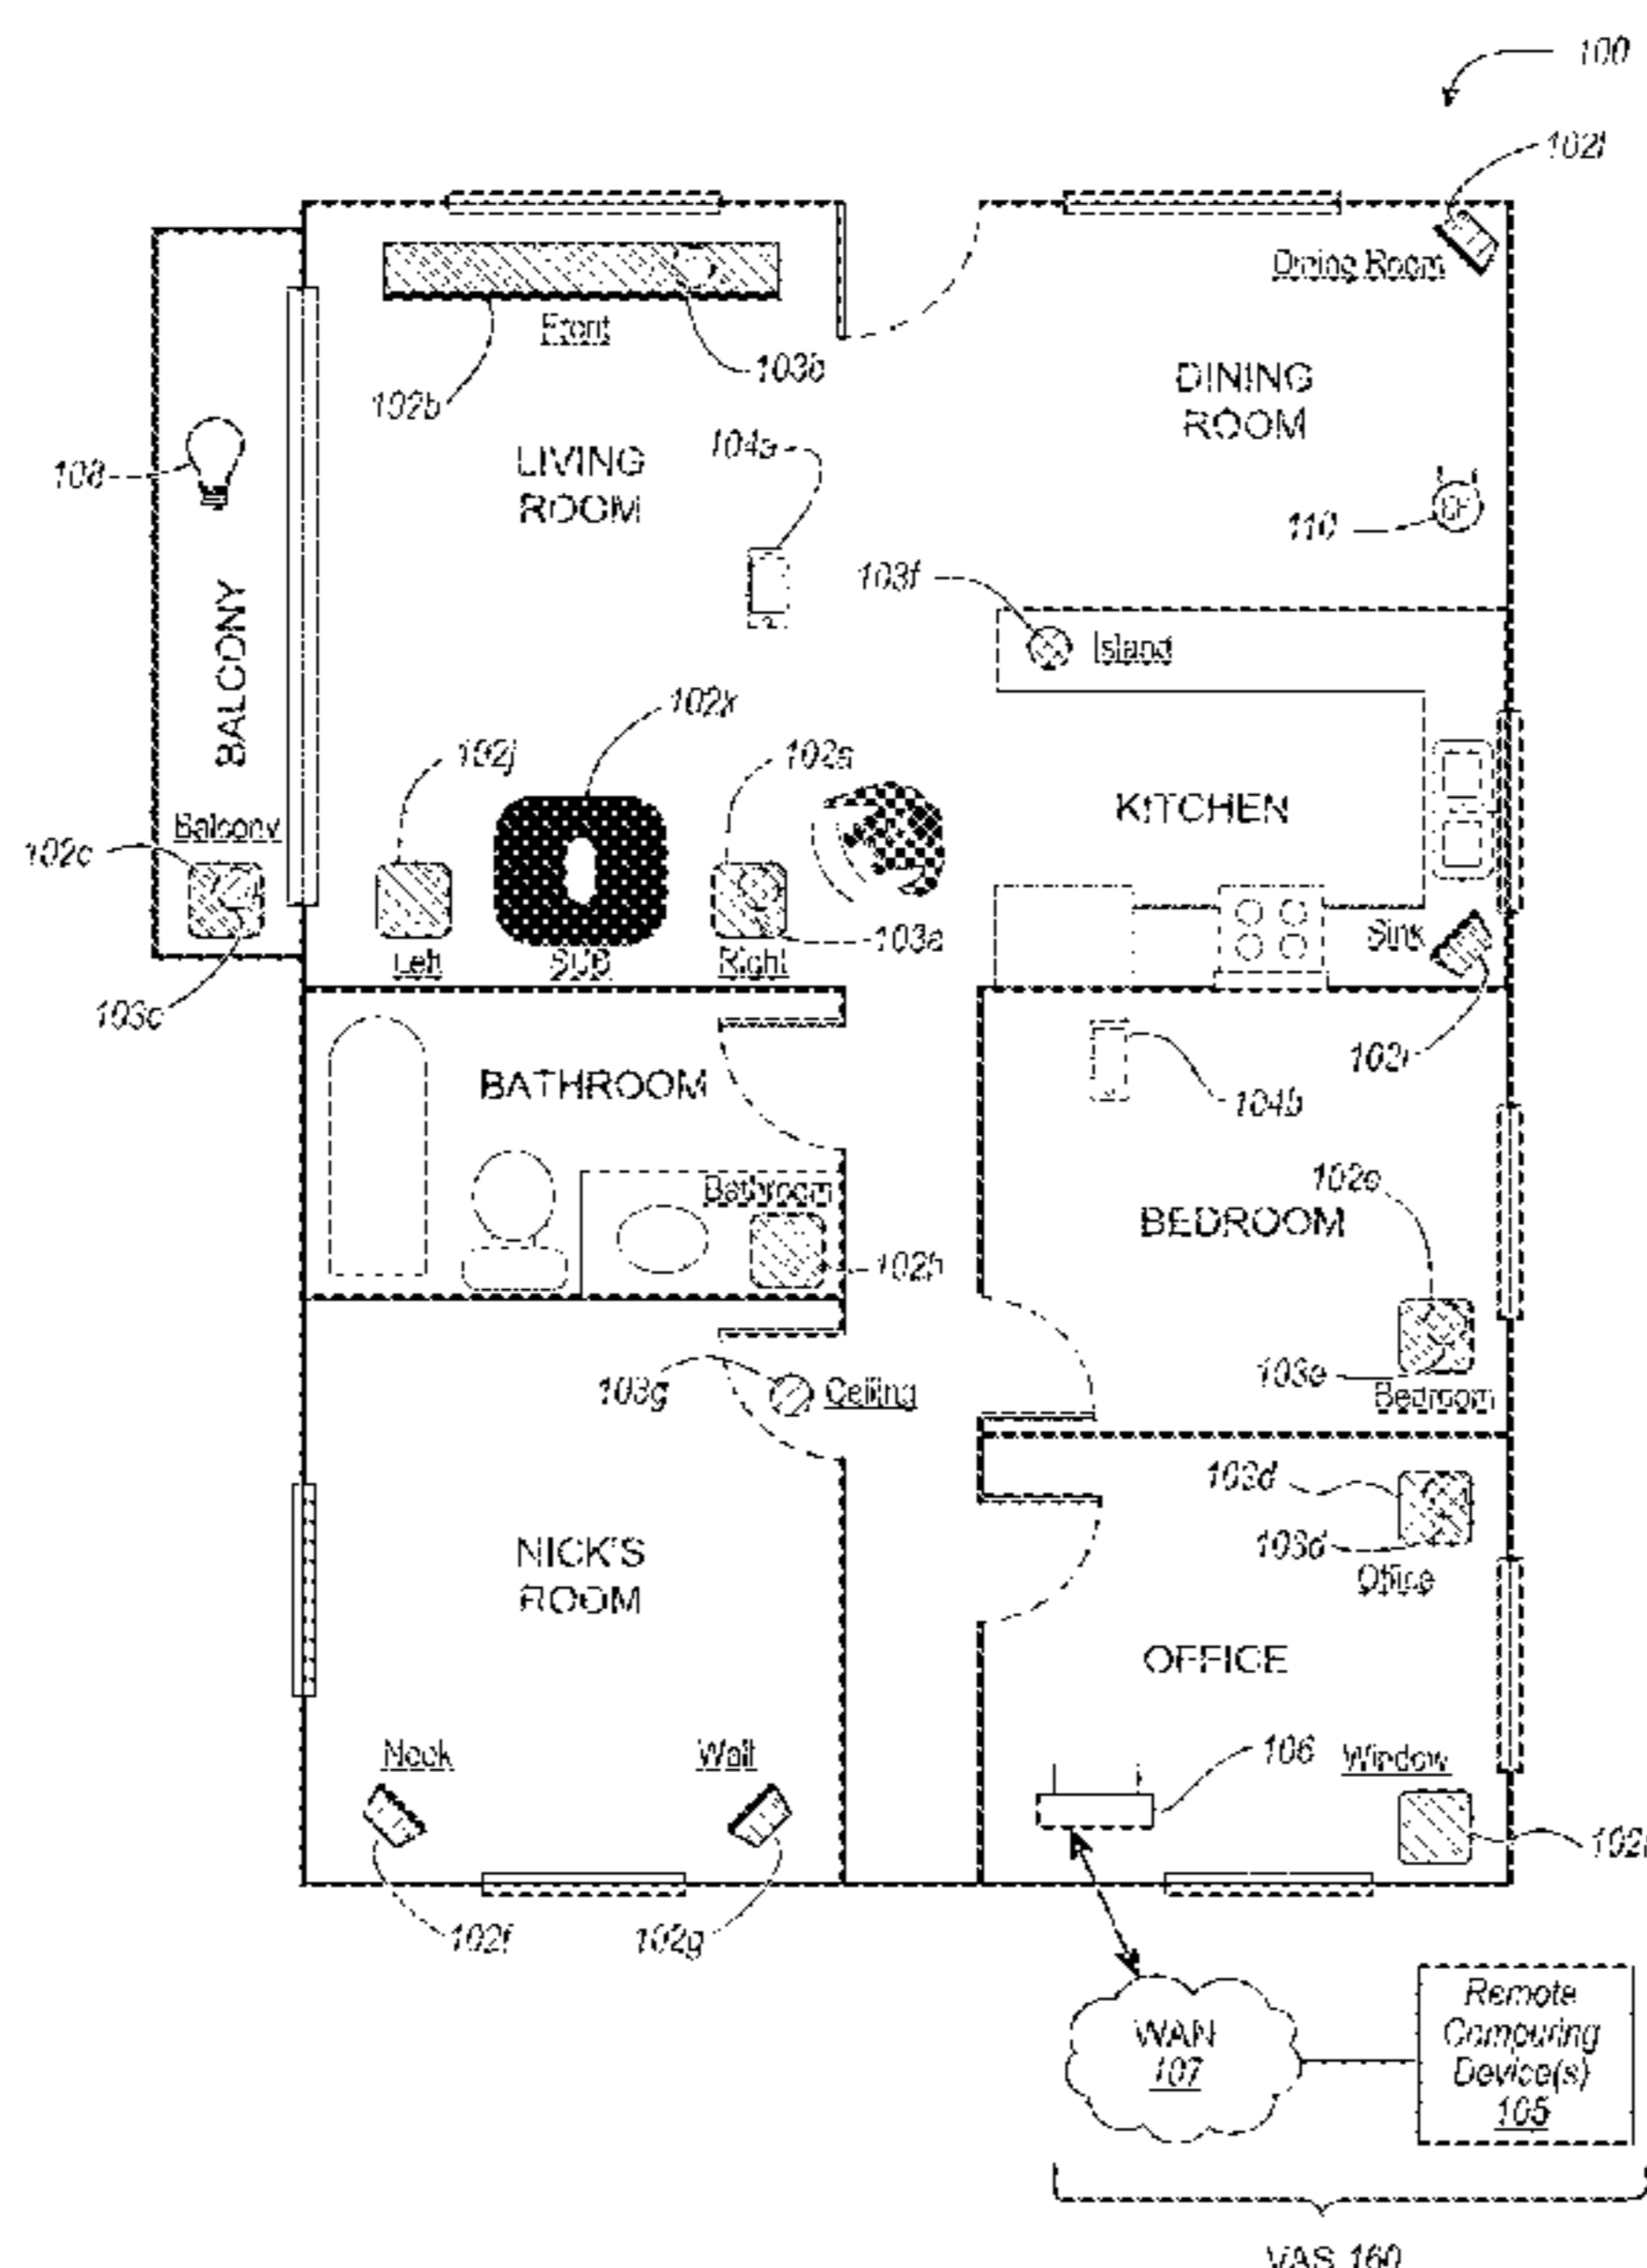 100
102l
Dining Room
Front
103b
102b
DINING
ROOM
104a
LIVING
ROOM
108
110
103f
Island
BALCONY
102k
102j
102a
KITCHEN
Balcony
102c
Sink
103a
Left
SUB
Right
103c
102i
BATHROOM
104b
Bathroom
102e
BEDROOM
102h
103e
103g
Ceiling
Bedroom
103d
Office
NICK'S
ROOM
OFFICE
Nook
Wall
106
Window
102f
102g
Remote
Computing
Device(s)
105
WAN
107
VAS 160